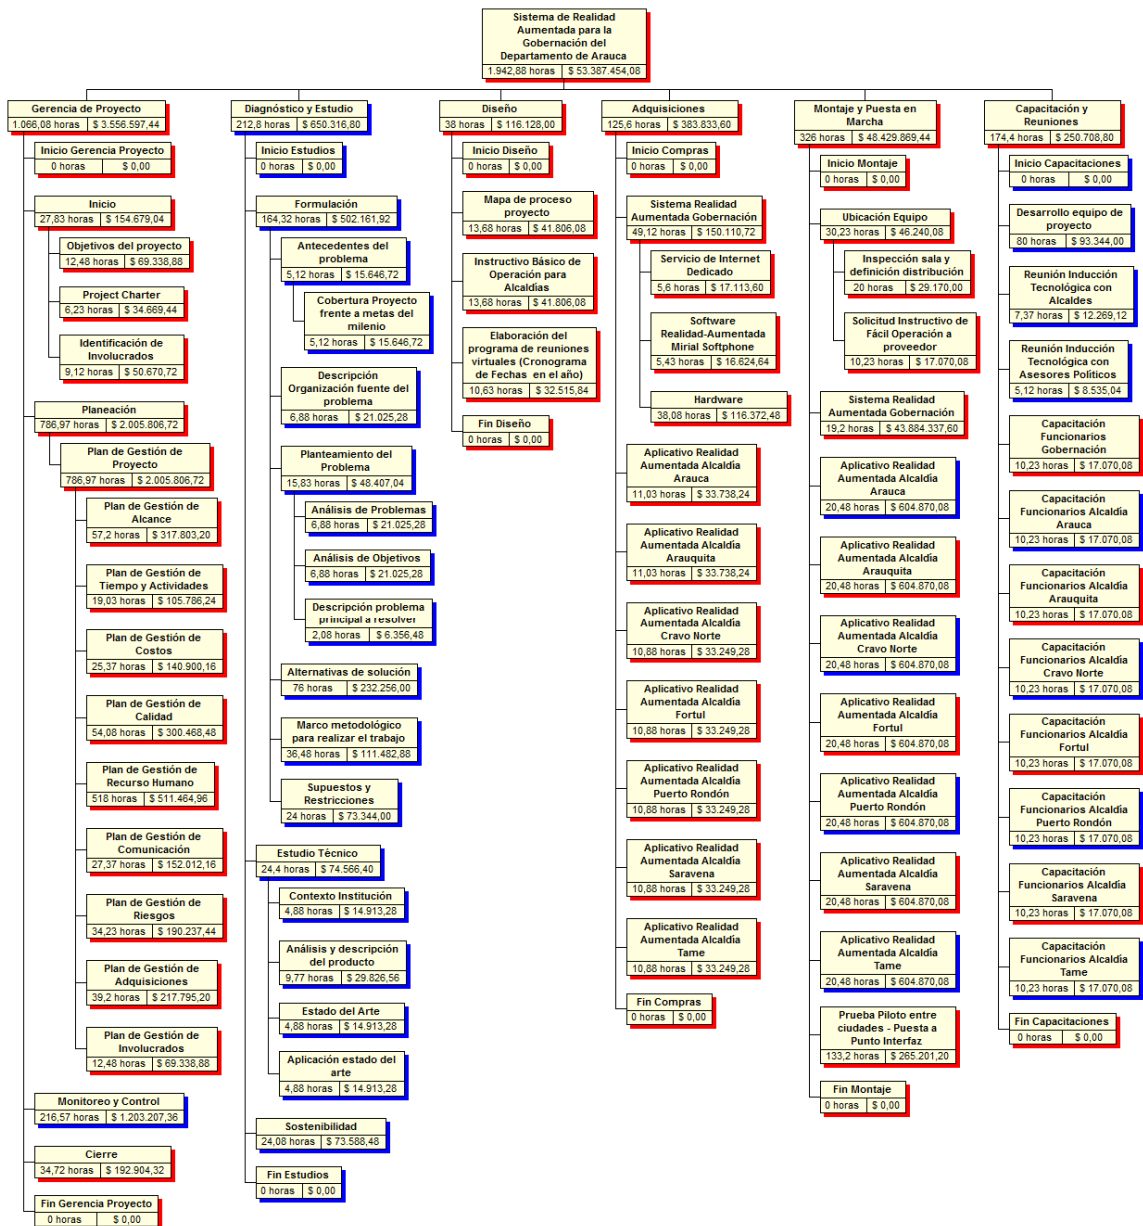 Sistema de Realidad
Aumentada para la
Gobernación del
Departamento de Arauca
1.942,88 horas $ 53.387.454,08
Gerencia de Proyecto
1.066,08 horas $ 3.556.597,44
Inicio Gerencia Proyecto
0 horas $ 0,00
Inicio
27,83 horas $ 154.679,04
Objetivos del proyecto
12,48 horas $ 69.338,88
Project Charter
6,23 horas $ 34.669,44
Identificación de
Involucrados
9,12 horas $ 50.670,72
Planeación
786,97 horas $ 2.005.806,72
Plan de Gestión de
Proyecto
786,97 horas $ 2.005.806,72
Plan de Gestión de
Alcance
57,2 horas $ 317.803,20
Plan de Gestión de
Tiempo y Actividades
19,03 horas $ 105.786,24
Plan de Gestión de
Costos
25,37 horas $ 140.900,16
Plan de Gestión de
Calidad
54,08 horas $ 300.468,48
Plan de Gestión de
Recurso Humano
518 horas $ 511.464,96
Plan de Gestión de
Comunicación
27,37 horas $ 152.012,16
Plan de Gestión de
Riesgos
34,23 horas $ 190.237,44
Plan de Gestión de
Adquisiciones
39,2 horas $ 217.795,20
Plan de Gestión de
Involucrados
12,48 horas $ 69.338,88
Monitoreo y Control
216,57 horas $ 1.203.207,36
Cierre
34,72 horas $ 192.904,32
Fin Gerencia Proyecto
0 horas $ 0,00
Diagnóstico y Estudio
212,8 horas $ 650.316,80
Inicio Estudios
0 horas $ 0,00
Formulación
164,32 horas $ 502.161,92
Antecedentes del
problema
5,12 horas $ 15.646,72
Cobertura Proyecto
frente a metas del
milenio
5,12 horas $ 15.646,72
Descripción
Organización fuente del
problema
6,88 horas $ 21.025,28
Planteamiento del
Problema
15,83 horas $ 48.407,04
Análisis de Problemas
6,88 horas $ 21.025,28
Análisis de Objetivos
6,88 horas $ 21.025,28
Descripción problema
principal a resolver
2,08 horas $ 6.356,48
Alternativas de solución
76 horas $ 232.256,00
Marco metodológico
para realizar el trabajo
36,48 horas $ 111.482,88
Supuestos y
Restricciones
24 horas $ 73.344,00
Estudio Técnico
24,4 horas $ 74.566,40
Contexto Institución
4,88 horas $ 14.913,28
Análisis y descripción
del producto
9,77 horas $ 29.826,56
Estado del Arte
4,88 horas $ 14.913,28
Aplicación estado del
arte
4,88 horas $ 14.913,28
Sostenibilidad
24,08 horas $ 73.588,48
Fin Estudios
0 horas $ 0,00
Diseño
38 horas $ 116.128,00
Inicio Diseño
0 horas $ 0,00
Mapa de proceso
proyecto
13,68 horas $ 41.806,08
Instructivo Básico de
Operación para
Alcaldías
13,68 horas $ 41.806,08
Elaboración del
programa de reuniones
virtuales (Cronograma
de Fechas en el año)
10,63 horas $ 32.515,84
Fin Diseño
0 horas $ 0,00
Adquisiciones
125,6 horas $ 383.833,60
Inicio Compras
0 horas $ 0,00
Sistema Realidad
Aumentada Gobernación
49,12 horas $ 150.110,72
Servicio de Internet
Dedicado
5,6 horas $ 17.113,60
Software
Realidad-Aumentada
Mirial Softphone
5,43 horas $ 16.624,64
Hardware
38,08 horas $ 116.372,48
Aplicativo Realidad
Aumentada Alcaldía
Arauca
11,03 horas $ 33.738,24
Aplicativo Realidad
Aumentada Alcaldía
Arauquita
11,03 horas $ 33.738,24
Aplicativo Realidad
Aumentada Alcaldía
Cravo Norte
10,88 horas $ 33.249,28
Aplicativo Realidad
Aumentada Alcaldía
Fortul
10,88 horas $ 33.249,28
Aplicativo Realidad
Aumentada Alcaldía
Puerto Rondón
10,88 horas $ 33.249,28
Aplicativo Realidad
Aumentada Alcaldía
Saravena
10,88 horas $ 33.249,28
Aplicativo Realidad
Aumentada Alcaldía
Tame
10,88 horas $ 33.249,28
Fin Compras
0 horas $ 0,00
Montaje y Puesta en
Marcha
326 horas $ 48.429.869,44
Inicio Montaje
0 horas $ 0,00
Ubicación Equipo
30,23 horas $ 46.240,08
Inspección sala y
definición distribución
20 horas $ 29.170,00
Solicitud Instructivo de
Fácil Operación a
proveedor
10,23 horas $ 17.070,08
Sistema Realidad
Aumentada Gobernación
19,2 horas $ 43.884.337,60
Aplicativo Realidad
Aumentada Alcaldía
Arauca
20,48 horas $ 604.870,08
Aplicativo Realidad
Aumentada Alcaldía
Arauquita
20,48 horas $ 604.870,08
Aplicativo Realidad
Aumentada Alcaldía
Cravo Norte
20,48 horas $ 604.870,08
Aplicativo Realidad
Aumentada Alcaldía
Fortul
20,48 horas $ 604.870,08
Aplicativo Realidad
Aumentada Alcaldía
Puerto Rondón
20,48 horas $ 604.870,08
Aplicativo Realidad
Aumentada Alcaldía
Saravena
20,48 horas $ 604.870,08
Aplicativo Realidad
Aumentada Alcaldía
Tame
20,48 horas $ 604.870,08
Prueba Piloto entre
ciudades - Puesta a
Punto Interfaz
133,2 horas $ 265.201,20
Fin Montaje
0 horas $ 0,00
Capacitación y
Reuniones
174,4 horas $ 250.708,80
Inicio Capacitaciones
0 horas $ 0,00
Desarrollo equipo de
proyecto
80 horas $ 93.344,00
Reunión Inducción
Tecnológica con
Alcaldes
7,37 horas $ 12.269,12
Reunión Inducción
Tecnológica con
Asesores Políticos
5,12 horas $ 8.535,04
Capacitación
Funcionarios
Gobernación
10,23 horas $ 17.070,08
Capacitación
Funcionarios Alcaldía
Arauca
10,23 horas $ 17.070,08
Capacitación
Funcionarios Alcaldía
Arauquita
10,23 horas $ 17.070,08
Capacitación
Funcionarios Alcaldía
Cravo Norte
10,23 horas $ 17.070,08
Capacitación
Funcionarios Alcaldía
Fortul
10,23 horas $ 17.070,08
Capacitación
Funcionarios Alcaldía
Puerto Rondón
10,23 horas $ 17.070,08
Capacitación
Funcionarios Alcaldía
Saravena
10,23 horas $ 17.070,08
Capacitación
Funcionarios Alcaldía
Tame
10,23 horas $ 17.070,08
Fin Capacitaciones
0 horas $ 0,00